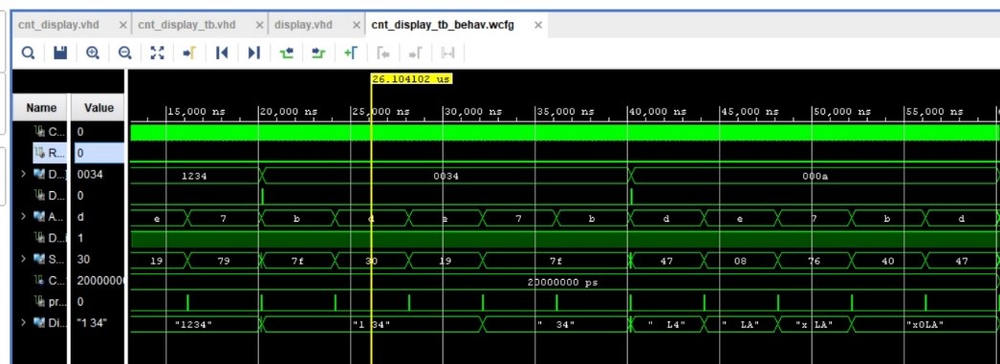 cnt_display.vhd × cnt_display_tb.vhd × display.vhd × cnt_display_tb_behav.wcfg ×
26.104102 us
Name Value 15,000 ns 20,000 ns 25,000 ns 30,000 ns 35,000 ns 40,000 ns 45,000 ns 50,000 ns 55,000 ns
C... 0
R... 0
D... 0034 1234 0034 000a
D... 0
A... d e 7 b d e 7 b d e 7 b d
D... 1
S... 30 19 79 7f 30 19 7f 47 08 76 40 47
C... 20000000 20000000 ps
pr... 0
Di... "1 34" "1234" "1 34" " 34" " L4" " LA" "x LA" "x0LA"